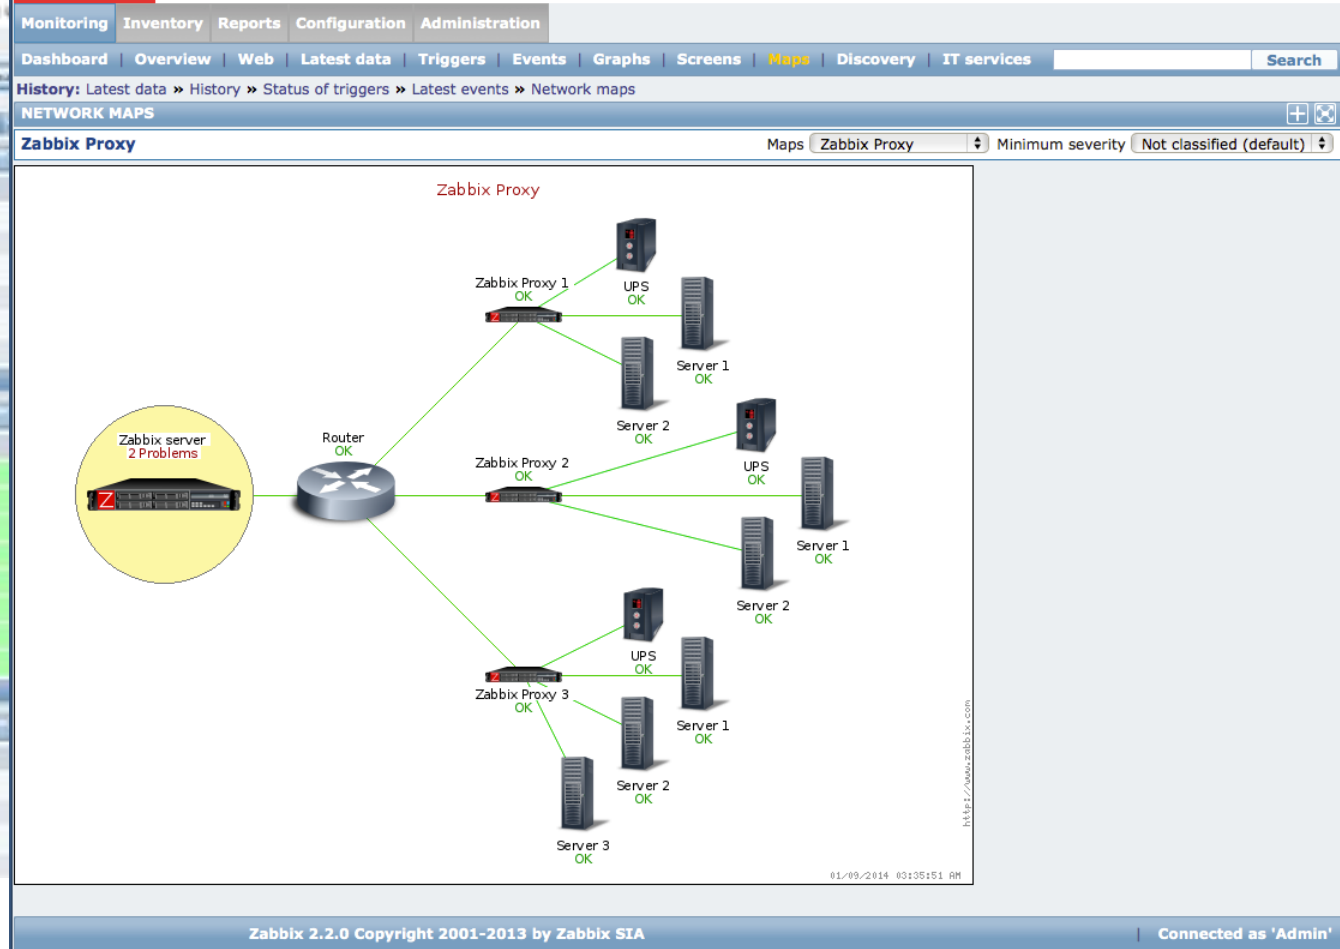 Monitoring Inventory Reports Configuration Administration
Dashboard | Overview | Web | Latest data | Triggers | Events | Graphs | Screens | Maps | Discovery | IT services Search
History: Latest data » History » Status of triggers » Latest events » Network maps
NETWORK MAPS
Zabbix Proxy Maps Zabbix Proxy Minimum severity Not classified (default)
Zabbix Proxy
Zabbix Proxy 1
OK
UPS
OK
Server 1
OK
Server 2
OK
Zabbix server
2 Problems
Router
OK
Zabbix Proxy 2
OK
UPS
OK
Server 1
OK
Server 2
OK
UPS
OK
Zabbix Proxy 3
OK
Server 1
OK
Server 2
OK
Server 3
OK
http://www.zabbix.com
01/09/2014 03:35:51 AM
Zabbix 2.2.0 Copyright 2001-2013 by Zabbix SIA | Connected as 'Admin'